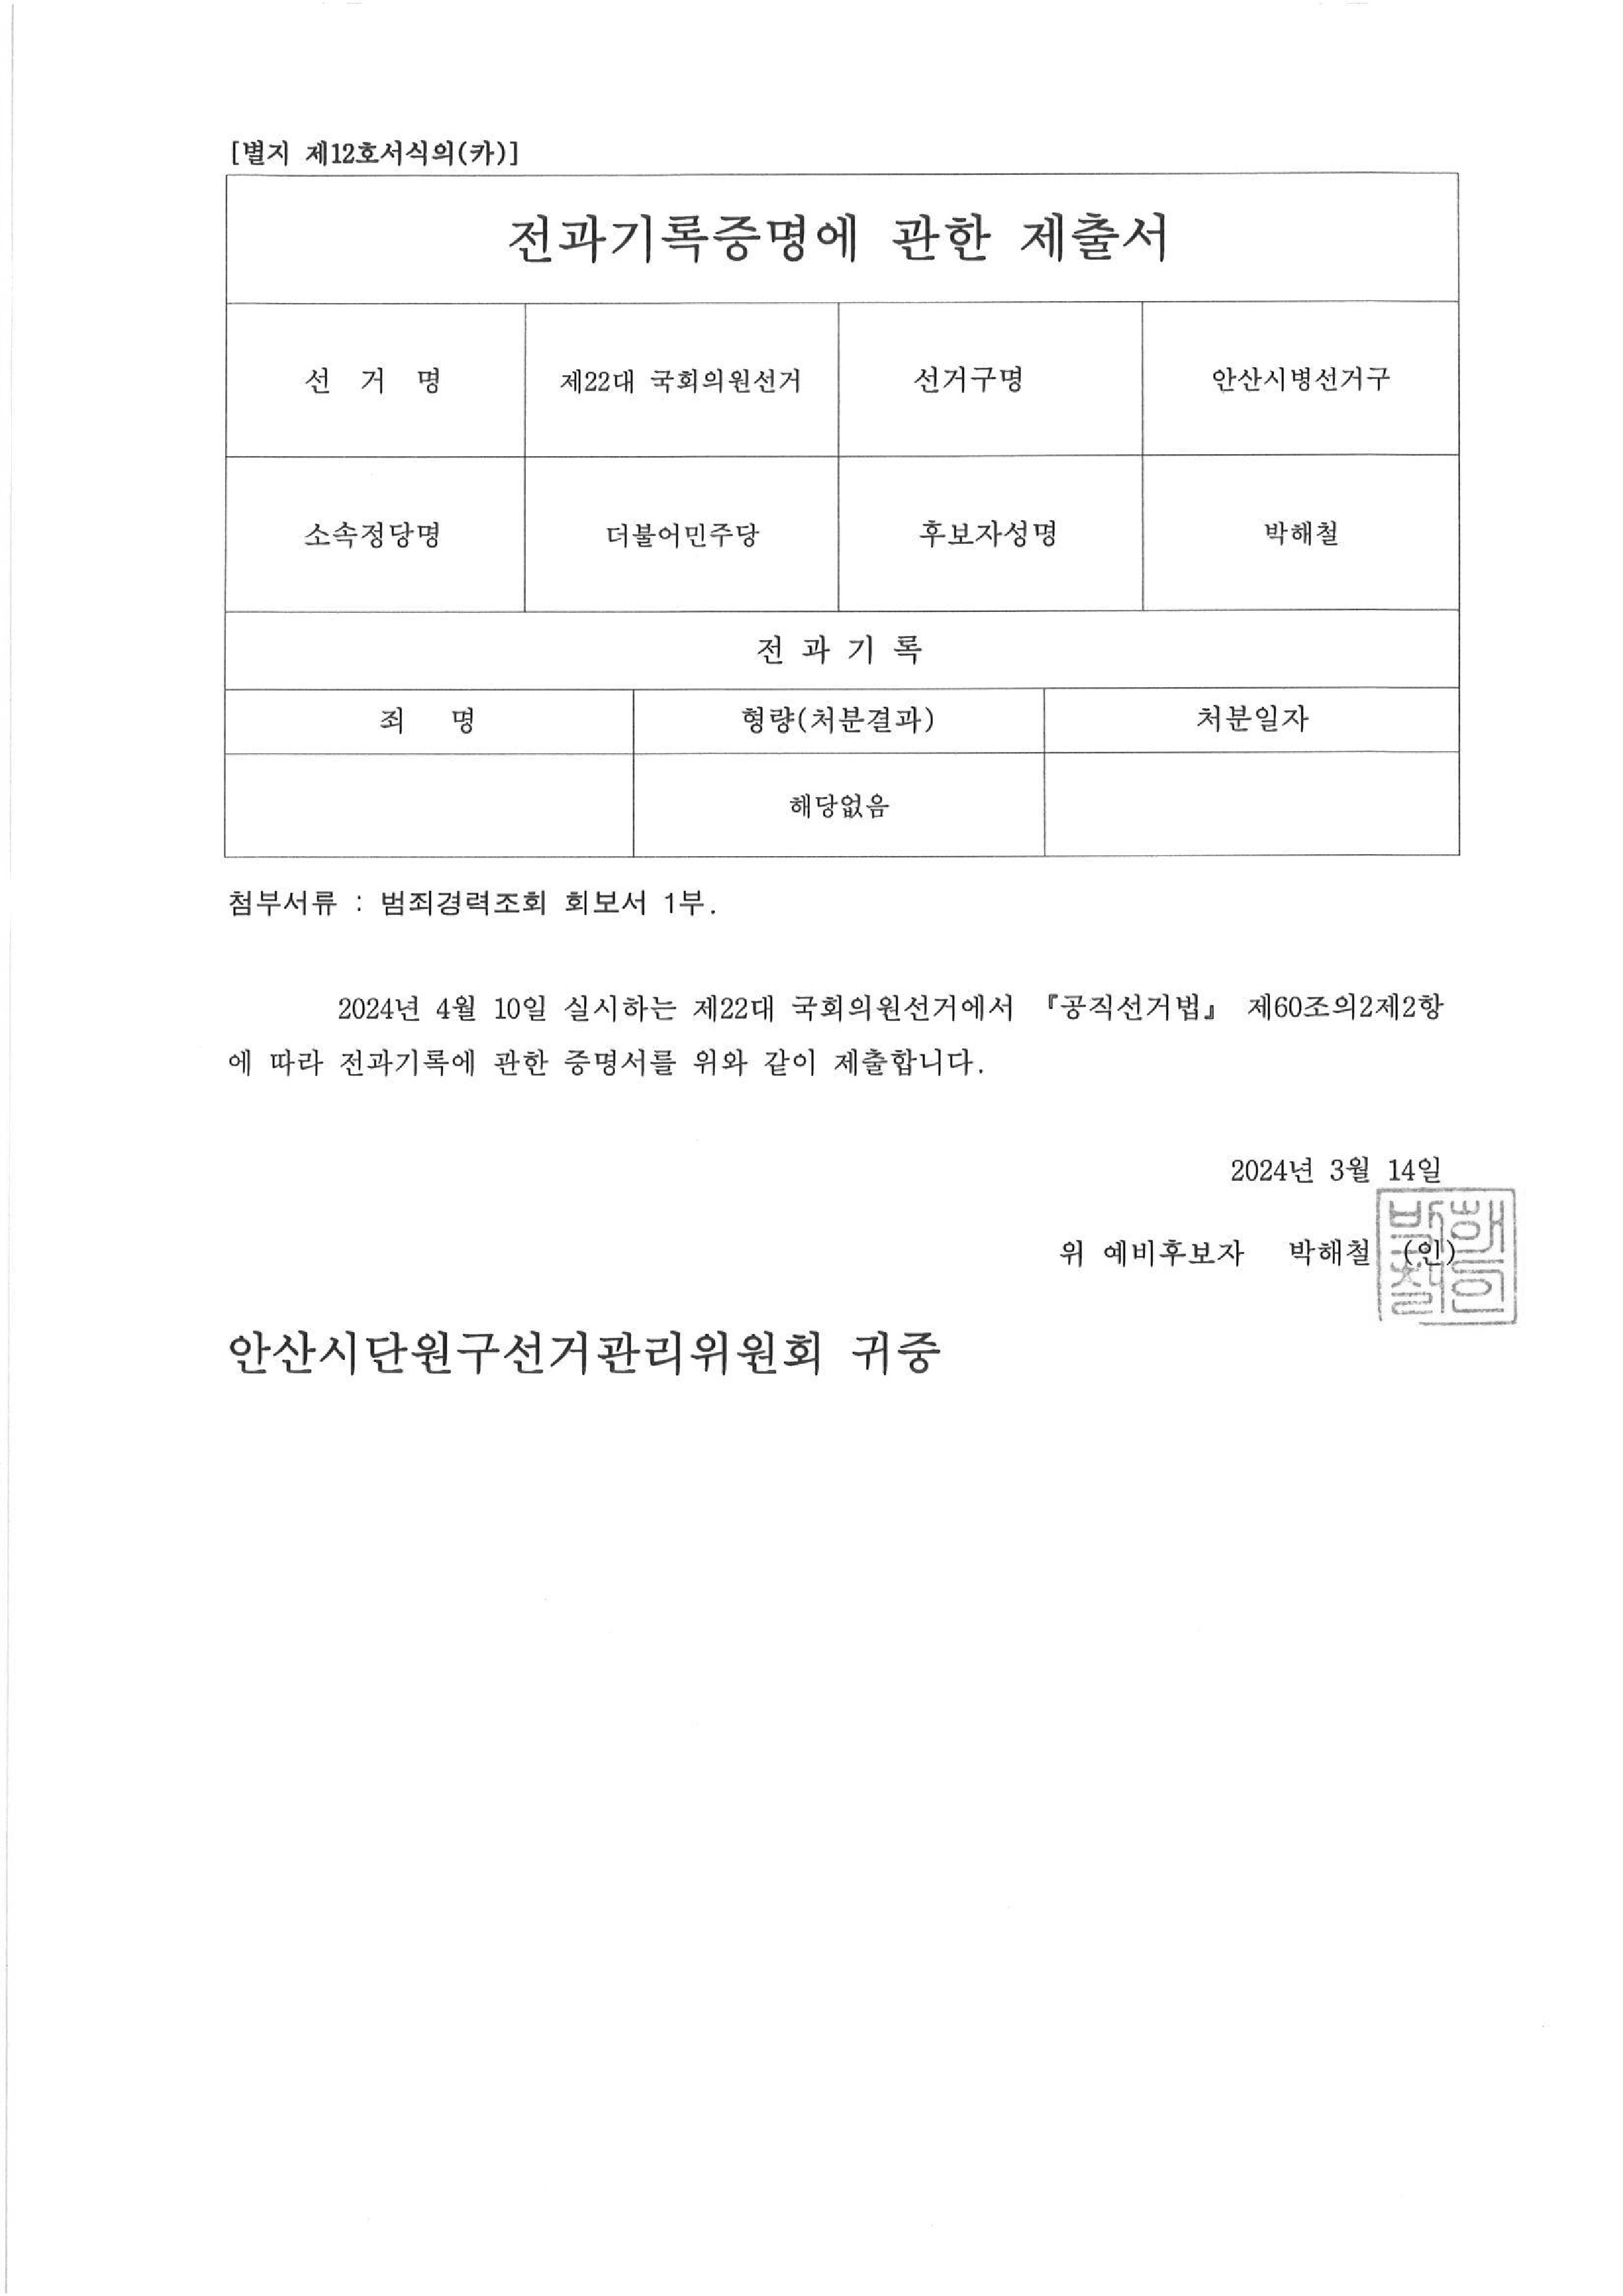 [별지 제12호서식의(카)]
전과기록증명에 관한 제출서
선 거 명 제22대 국회의원선거 선거구명 안산시병선거구
소속정당명 더불어민주당 후보자성명 박해철
전 과 기 록
죄 명 형량(처분결과) 처분일자
해당없음
첨부서류 : 범죄경력조회 회보서 1부.
2024년 4월 10일 실시하는 제22대 국회의원선거에서 『공직선거법』 제60조의2제2항
에 따라 전과기록에 관한 증명서를 위와 같이 제출합니다.
2024년 3월 14일
위 예비후보자 박해철 (인)
안산시단원구선거관리위원회 귀중